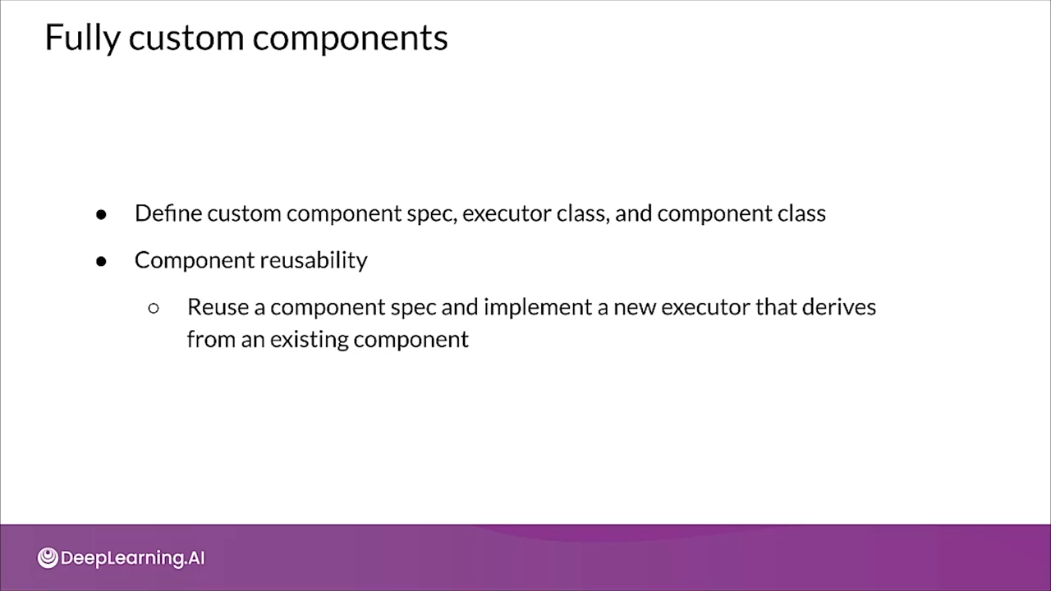 Fully custom components
● Define custom component spec, executor class, and component class
● Component reusability
○ Reuse a component spec and implement a new executor that derives
from an existing component
DeepLearning.AI